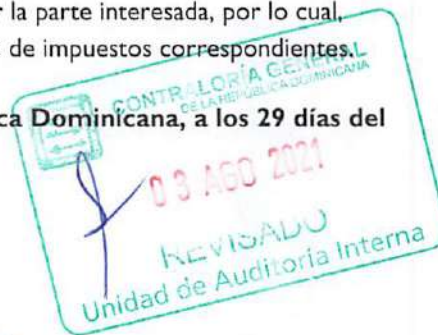 r la parte interesada, por lo cual,
de impuestos correspondientes.
CONTRALORÍA GENERAL
DE LA REPÚBLICA DOMINICANA
ca Dominicana, a los 29 días del
03 AGO 2021
REVISADO
Unidad de Auditoría Interna